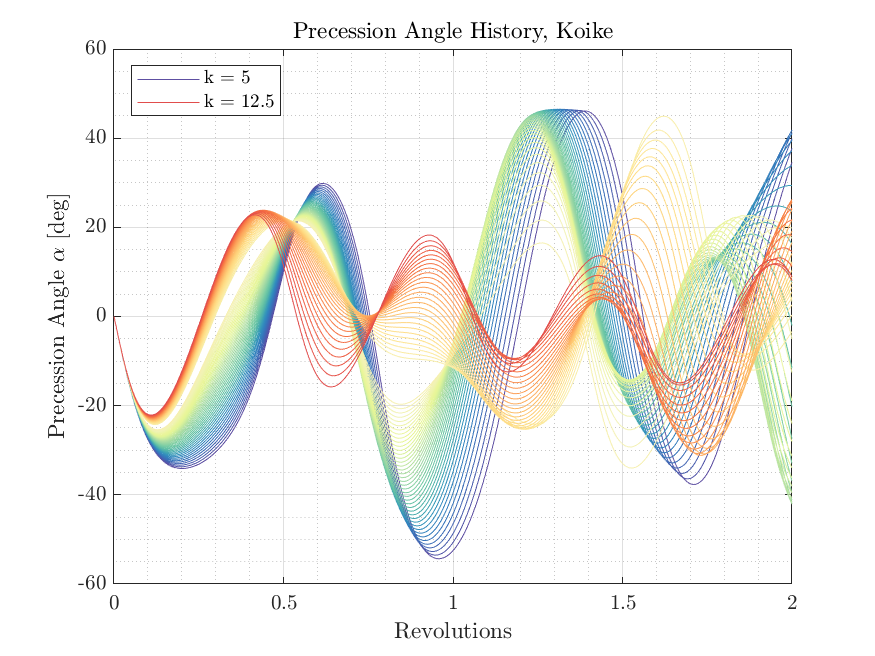 Precession Angle History, Koike
60
40
20
0
-20
-40
-60
Precession Angle α [deg]
k = 5
k = 12.5
0 0.5 1 1.5 2
Revolutions